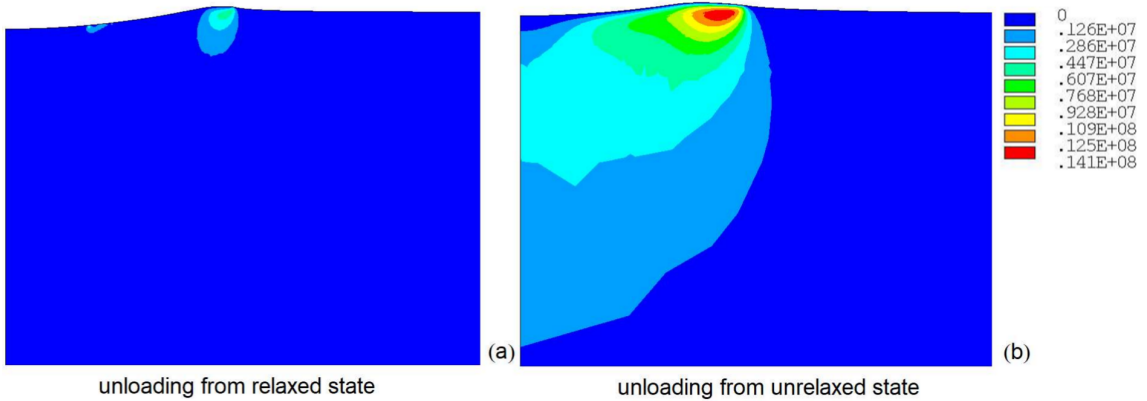 0
.126E+07
.286E+07
.447E+07
.607E+07
.768E+07
.928E+07
.109E+08
.125E+08
.141E+08
(a)
(b)
unloading from relaxed state
unloading from unrelaxed state